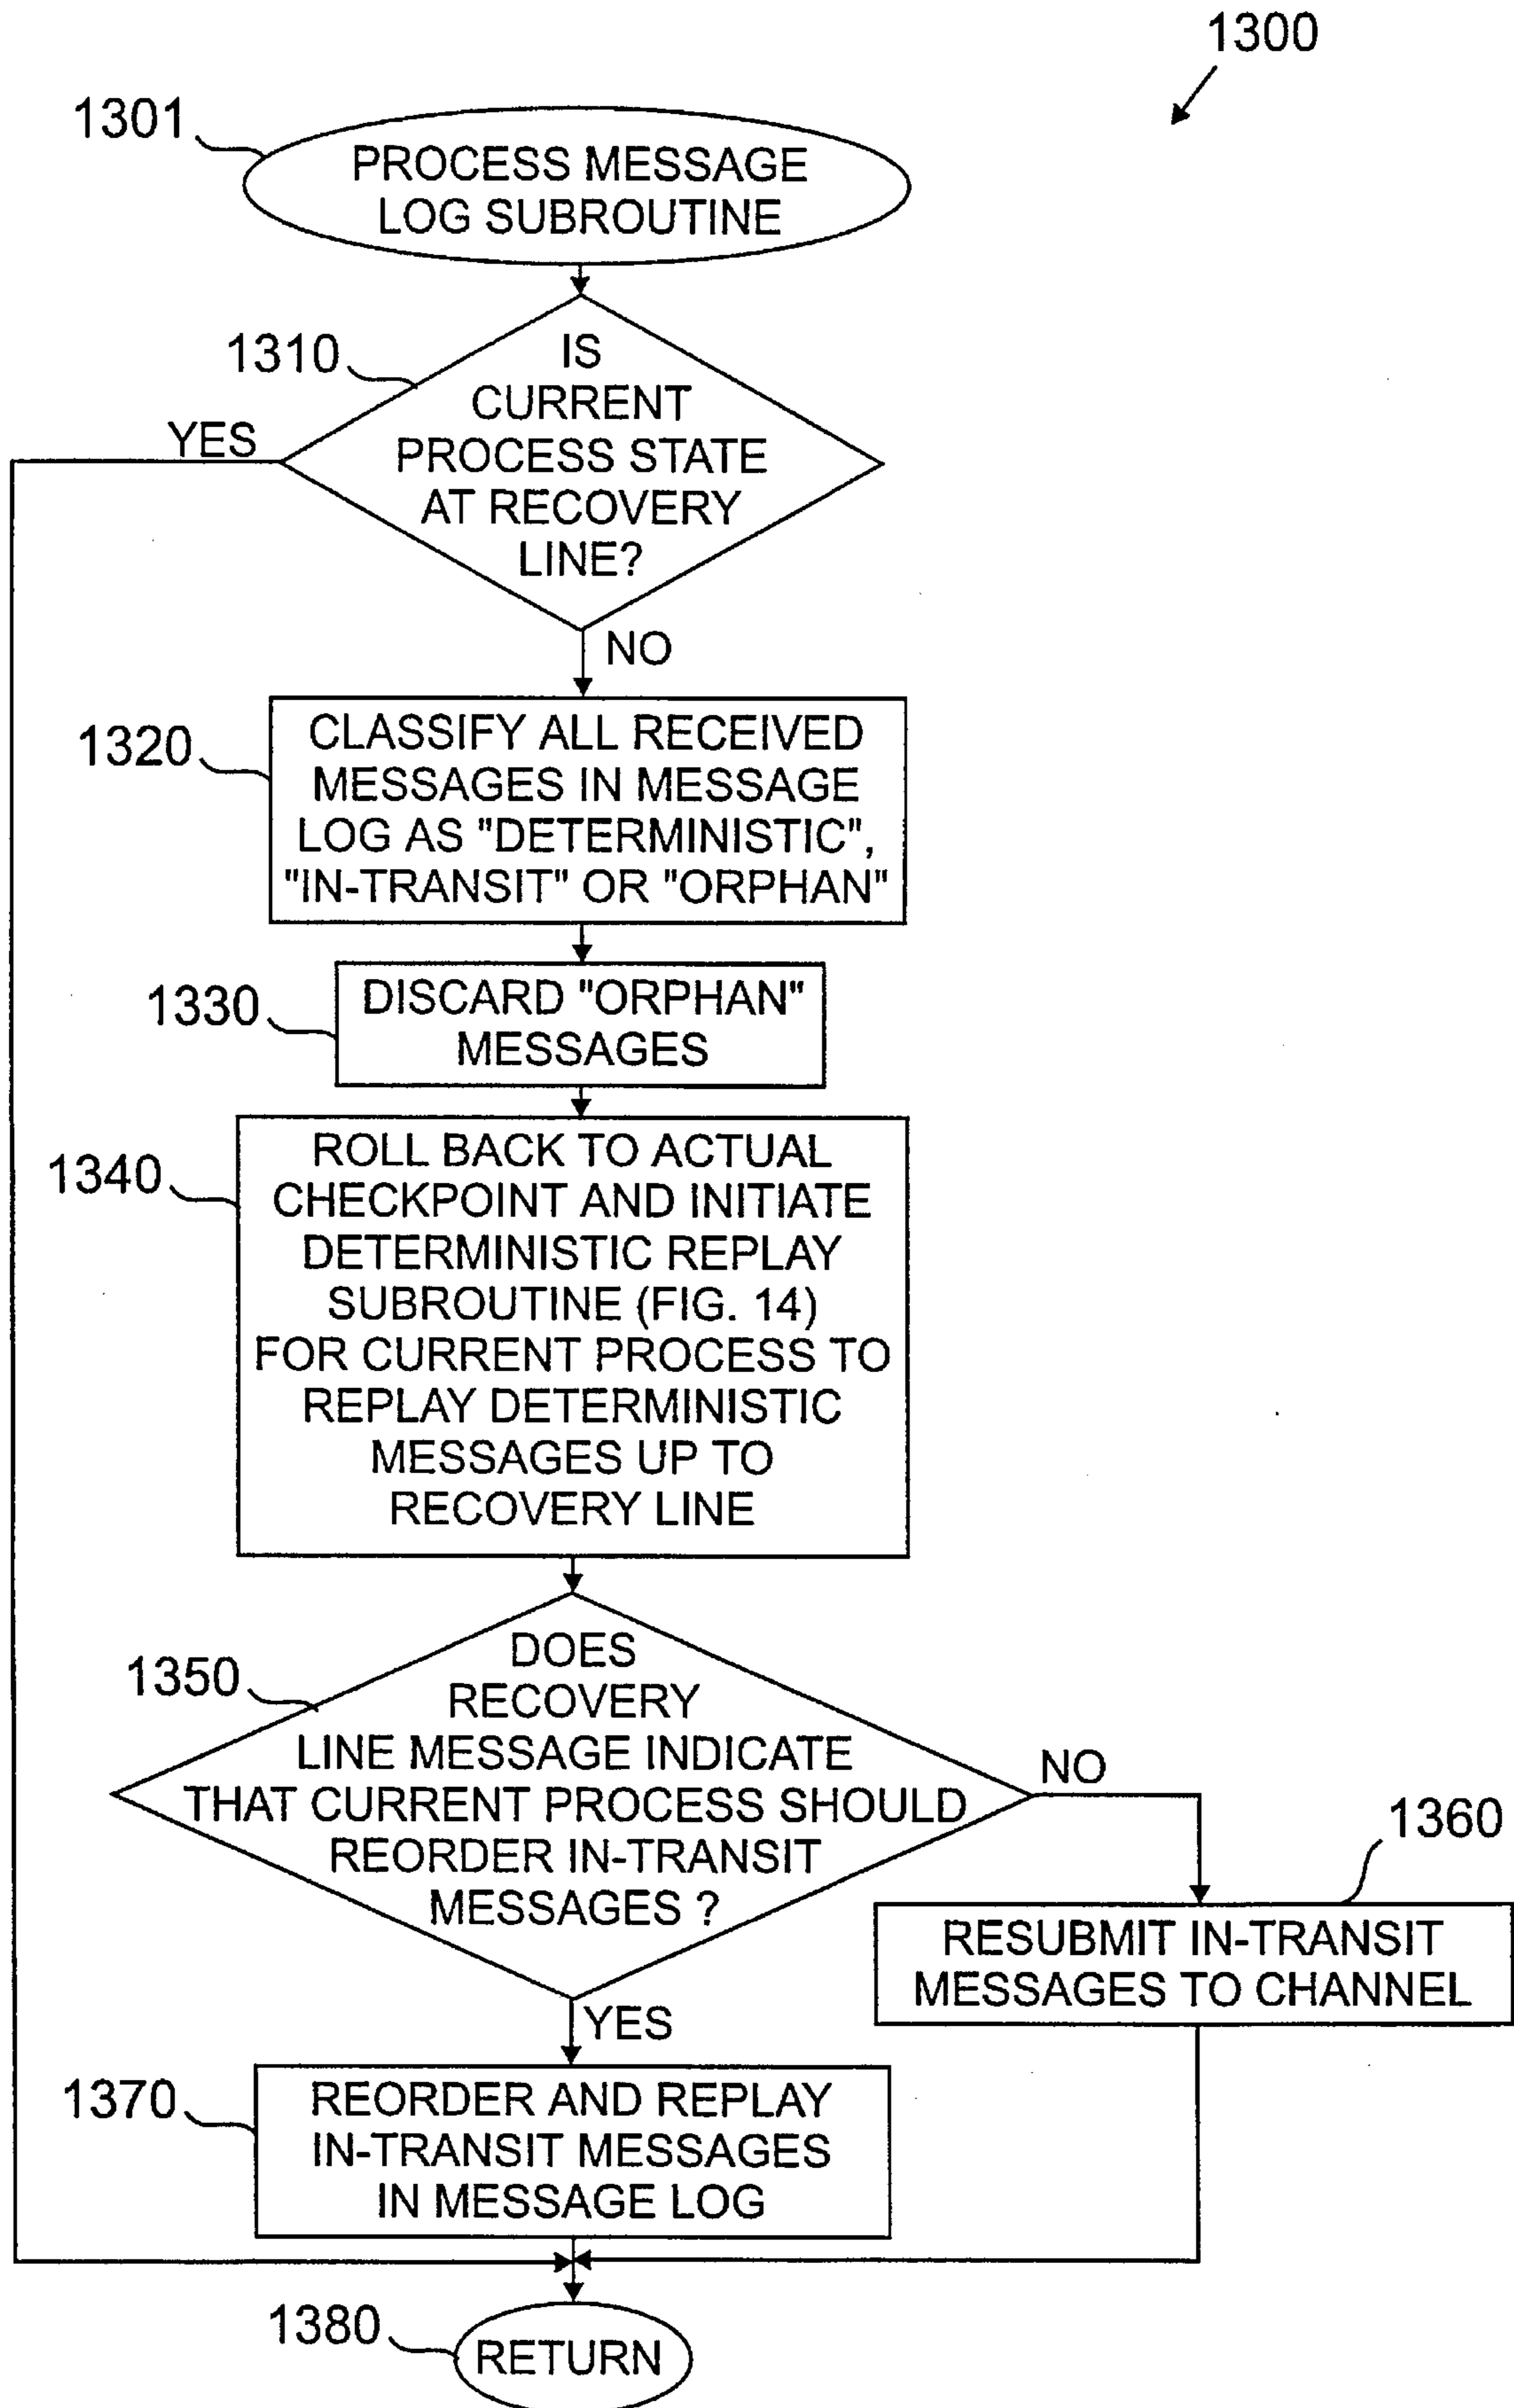 1300
1301
PROCESS MESSAGE
LOG SUBROUTINE
1310
IS
CURRENT
PROCESS STATE
AT RECOVERY
LINE?
YES
NO
1320
CLASSIFY ALL RECEIVED
MESSAGES IN MESSAGE
LOG AS "DETERMINISTIC",
"IN-TRANSIT" OR "ORPHAN"
1330
DISCARD "ORPHAN"
MESSAGES
1340
ROLL BACK TO ACTUAL
CHECKPOINT AND INITIATE
DETERMINISTIC REPLAY
SUBROUTINE (FIG. 14)
FOR CURRENT PROCESS TO
REPLAY DETERMINISTIC
MESSAGES UP TO
RECOVERY LINE
1350
DOES
RECOVERY
LINE MESSAGE INDICATE
THAT CURRENT PROCESS SHOULD
REORDER IN-TRANSIT
MESSAGES ?
NO
1360
RESUBMIT IN-TRANSIT
MESSAGES TO CHANNEL
YES
1370
REORDER AND REPLAY
IN-TRANSIT MESSAGES
IN MESSAGE LOG
1380
RETURN